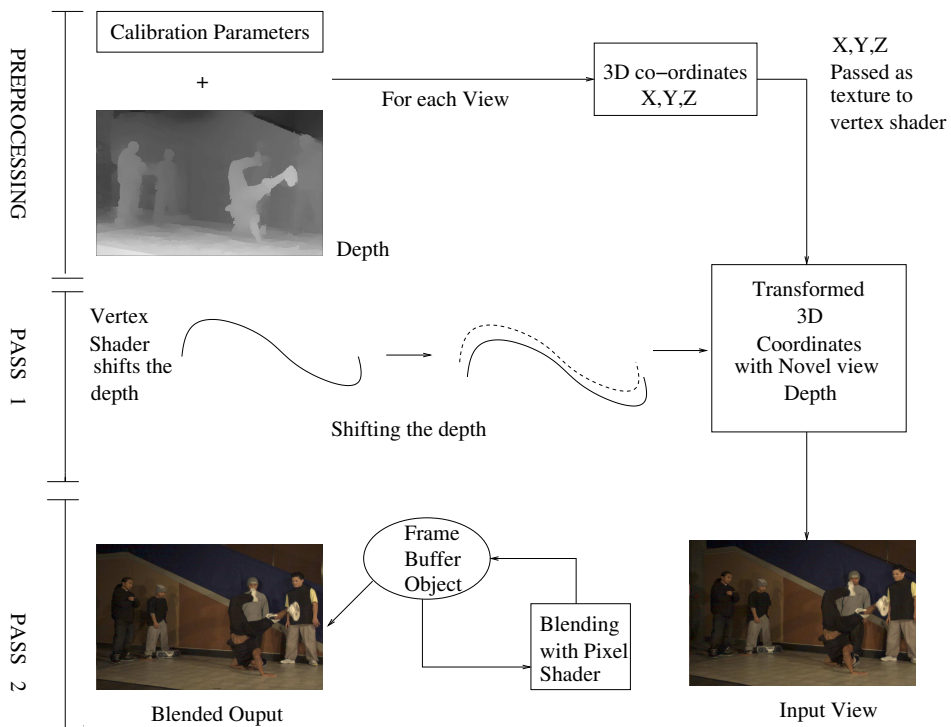 PREPROCESSING
Calibration Parameters
+
For each View
3D co-ordinates
X,Y,Z
X,Y,Z
Passed as
texture to
vertex shader
Depth
PASS 1
Vertex
Shader
shifts the
depth
Shifting the depth
Transformed
3D
Coordinates
with Novel view
Depth
PASS 2
Frame
Buffer
Object
Blending
with Pixel
Shader
Blended Ouput
Input View